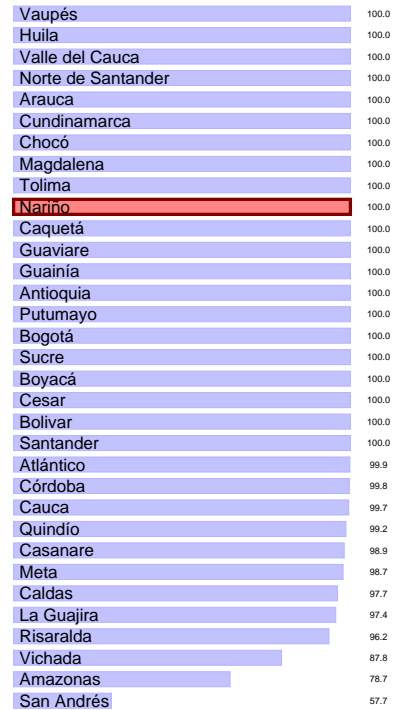 Vaupés 100.0
Huila 100.0
Valle del Cauca 100.0
Norte de Santander 100.0
Arauca 100.0
Cundinamarca 100.0
Chocó 100.0
Magdalena 100.0
Tolima 100.0
Nariño 100.0
Caquetá 100.0
Guaviare 100.0
Guainía 100.0
Antioquia 100.0
Putumayo 100.0
Bogotá 100.0
Sucre 100.0
Boyacá 100.0
Cesar 100.0
Bolivar 100.0
Santander 100.0
Atlántico 99.9
Córdoba 99.8
Cauca 99.7
Quindío 99.2
Casanare 98.9
Meta 98.7
Caldas 97.7
La Guajira 97.4
Risaralda 96.2
Vichada 87.8
Amazonas 78.7
San Andrés 57.7